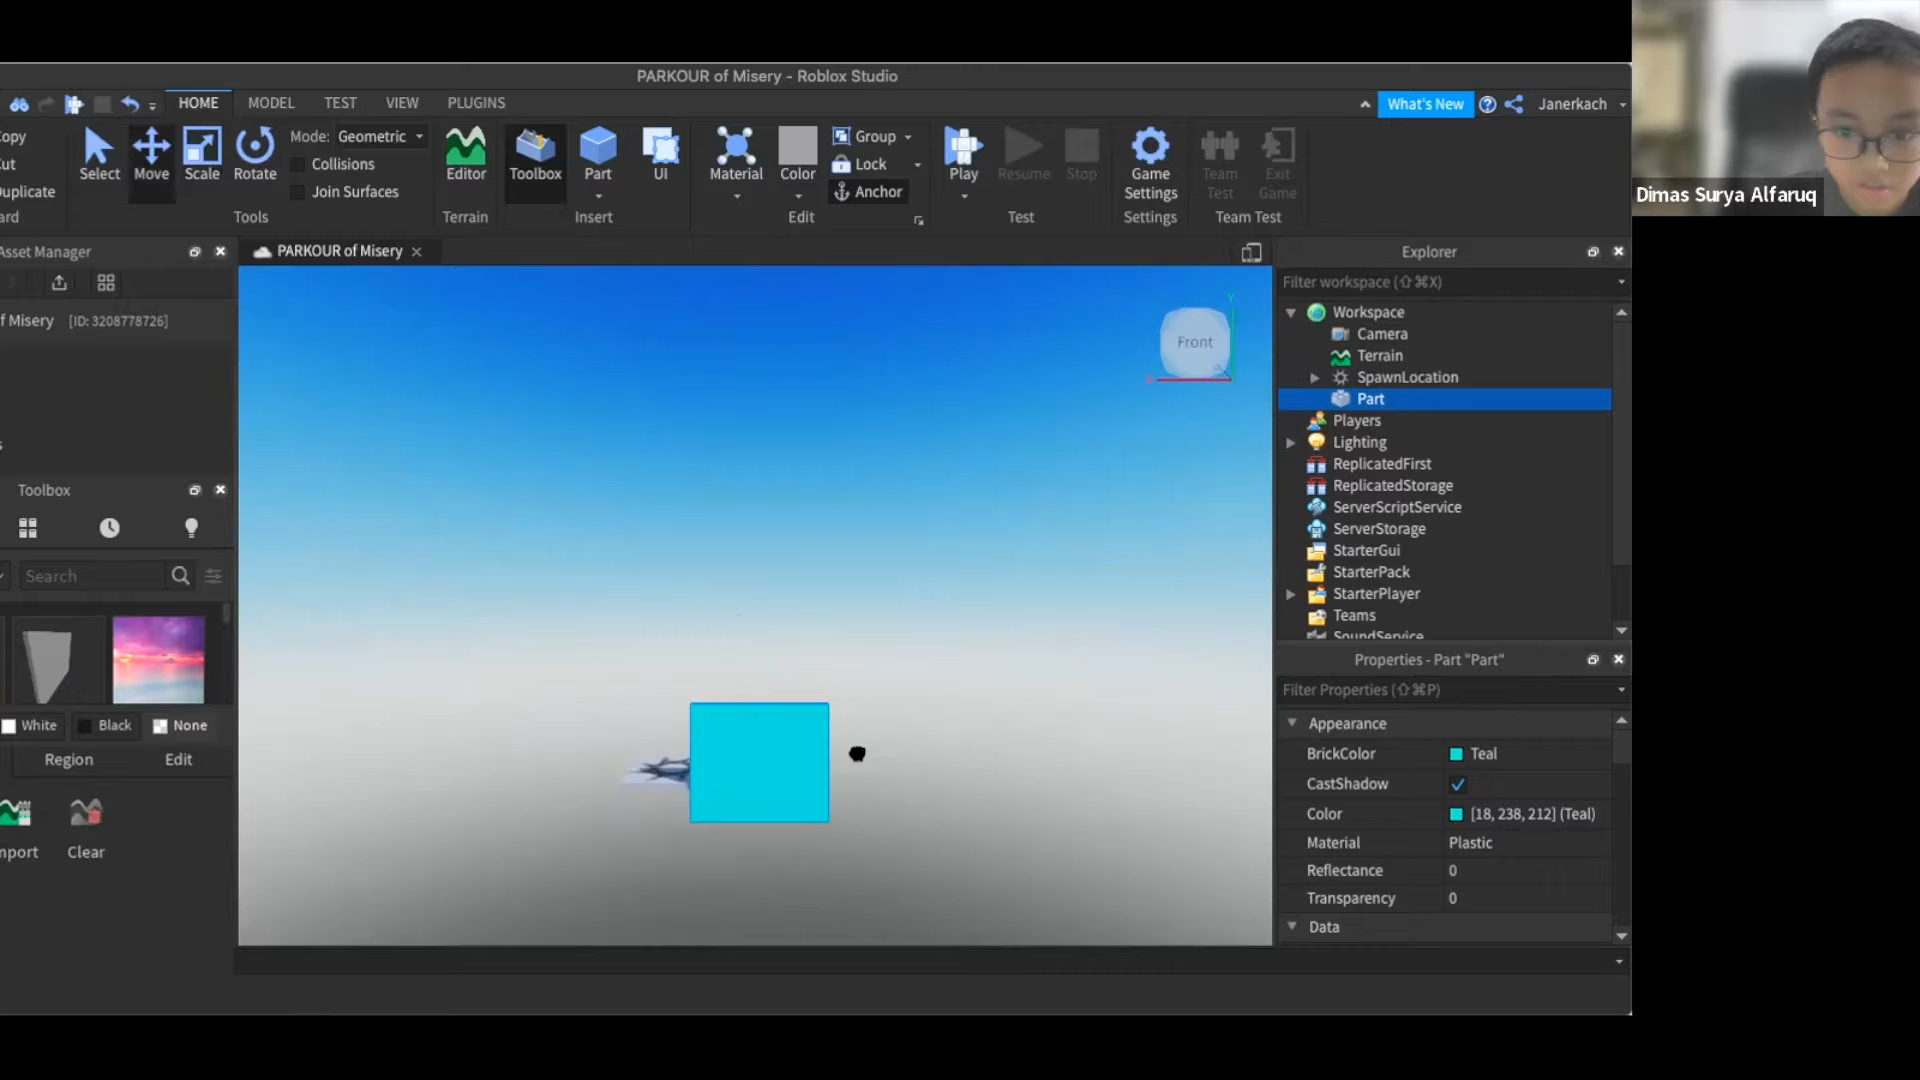 PARKOUR of Misery - Roblox Studio
HOME MODEL TEST VIEW PLUGINS
What's New Janerkach
opy
ut
uplicate
ard
Select Move Scale Rotate
Mode: Geometric
Collisions
Join Surfaces
Tools
Editor
Terrain
Toolbox Part UI
Insert
Material Color
Group
Lock
Anchor
Edit
Play Resume Stop
Test
Game Settings
Settings
Team Test
Exit Game
Team Test
Dimas Surya Alfaruq
Asset Manager
f Misery [ID: 3208778726]
s
Toolbox
Search
White Black None
Region Edit
mport Clear
PARKOUR of Misery
Front
Y
X
Explorer
Filter workspace (⇧⌘X)
Workspace
Camera
Terrain
SpawnLocation
Part
Players
Lighting
ReplicatedFirst
ReplicatedStorage
ServerScriptService
ServerStorage
StarterGui
StarterPack
StarterPlayer
Teams
SoundService
Properties - Part "Part"
Filter Properties (⇧⌘P)
Appearance
BrickColor Teal
CastShadow
Color [18, 238, 212] (Teal)
Material Plastic
Reflectance 0
Transparency 0
Data